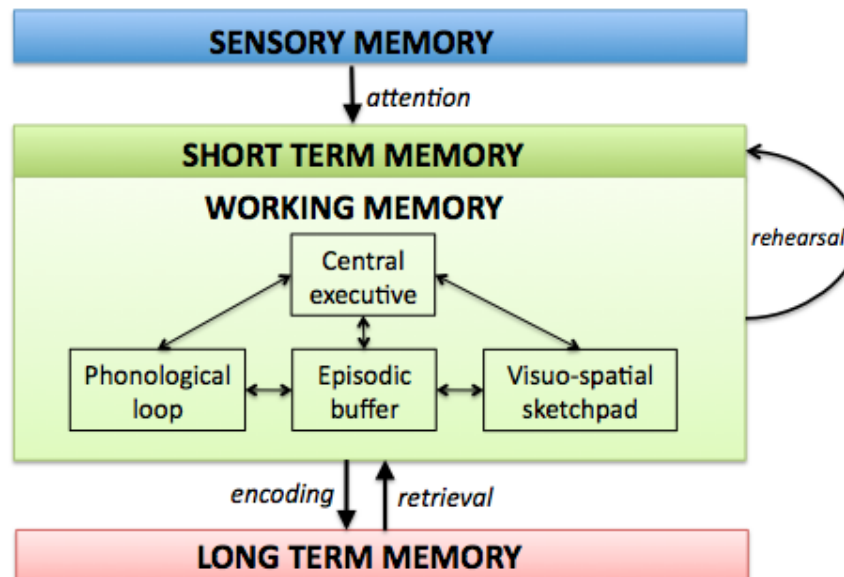 SENSORY MEMORY
attention
SHORT TERM MEMORY
WORKING MEMORY
rehearsal
Central
executive
Phonological
loop
Episodic
buffer
Visuo-spatial
sketchpad
encoding
retrieval
LONG TERM MEMORY